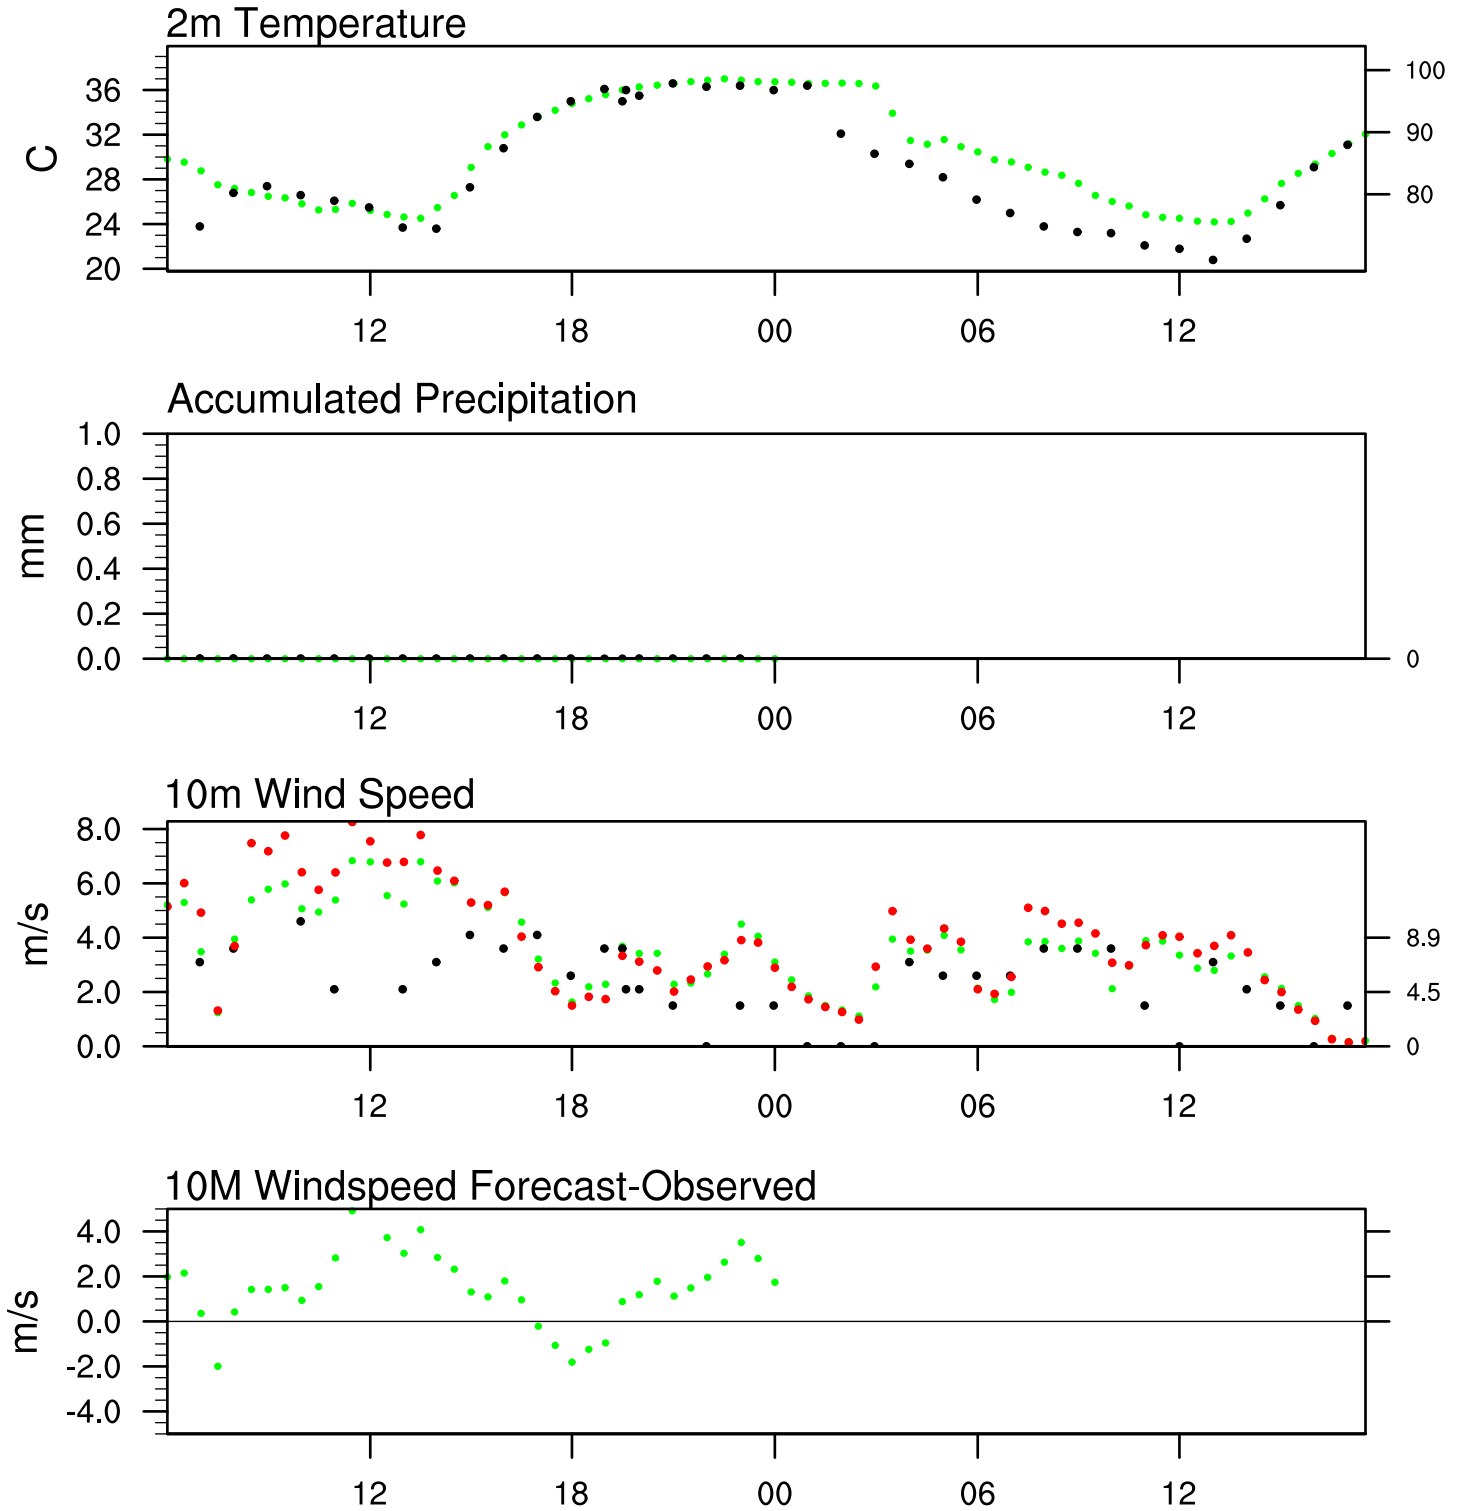 2m Temperature
36
32
28
24
20
C
100
90
80
12 18 00 06 12
Accumulated Precipitation
1.0
0.8
0.6
0.4
0.2
0.0
mm
0
12 18 00 06 12
10m Wind Speed
8.0
6.0
4.0
2.0
0.0
m/s
8.9
4.5
0
12 18 00 06 12
10M Windspeed Forecast-Observed
4.0
2.0
0.0
-2.0
-4.0
m/s
12 18 00 06 12